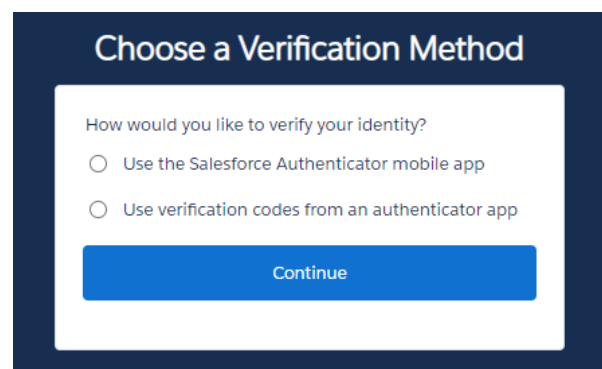 Choose a Verification Method
How would you like to verify your identity?
Use the Salesforce Authenticator mobile app
Use verification codes from an authenticator app
Continue